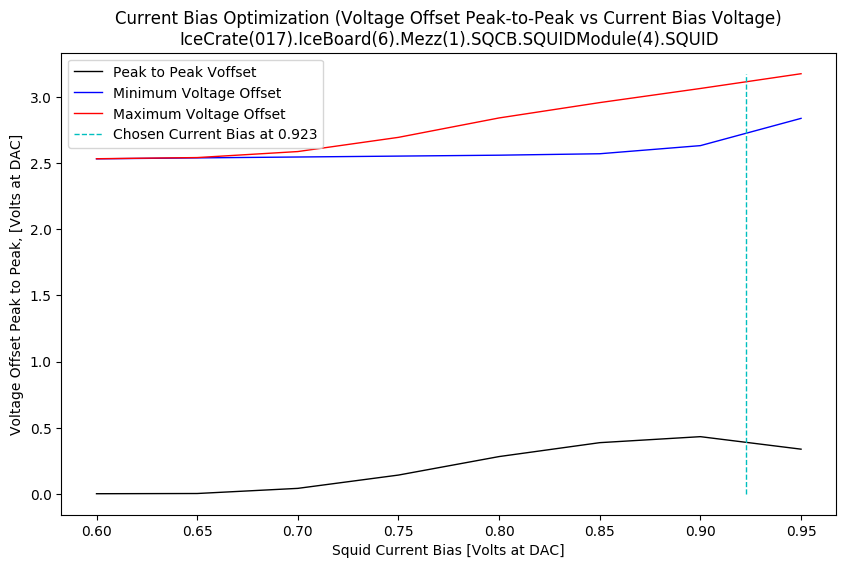 Current Bias Optimization (Voltage Offset Peak-to-Peak vs Current Bias Voltage)
IceCrate(017).IceBoard(6).Mezz(1).SQCB.SQUIDModule(4).SQUID
Peak to Peak Voffset
Minimum Voltage Offset
Maximum Voltage Offset
Chosen Current Bias at 0.923
Voltage Offset Peak to Peak, [Volts at DAC]
3.0
2.5
2.0
1.5
1.0
0.5
0.0
0.60 0.65 0.70 0.75 0.80 0.85 0.90 0.95
Squid Current Bias [Volts at DAC]